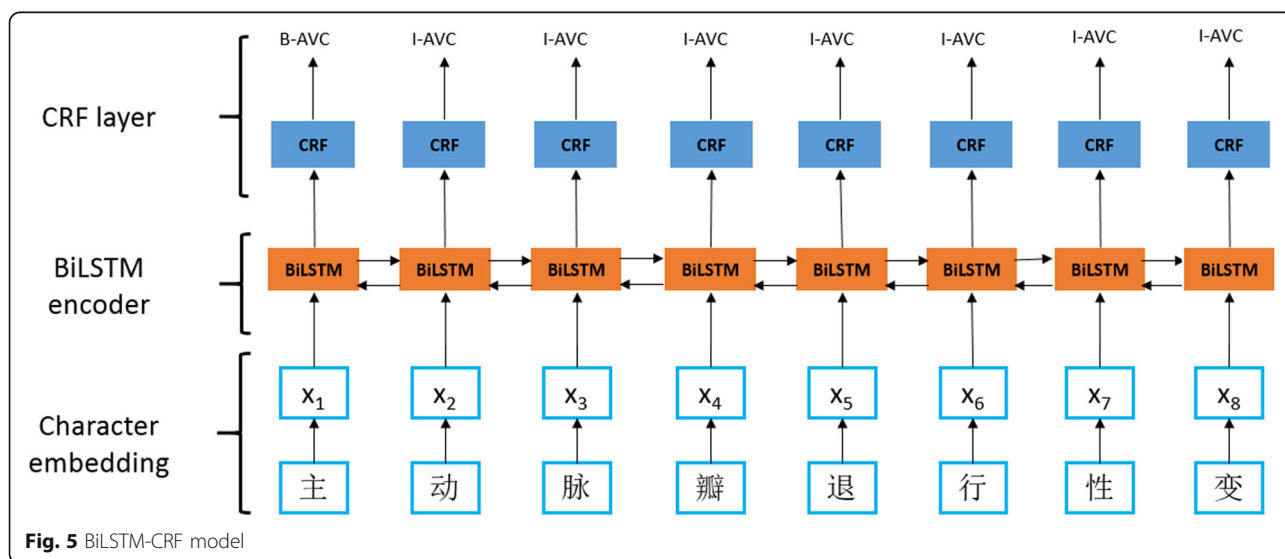 B-AVC I-AVC I-AVC I-AVC I-AVC I-AVC I-AVC I-AVC
CRF layer
CRF CRF CRF CRF CRF CRF CRF CRF
BiLSTM
encoder
BiLSTM BiLSTM BiLSTM BiLSTM BiLSTM BiLSTM BiLSTM BiLSTM
Character
embedding
x₁ x₂ x₃ x₄ x₅ x₆ x₇ x₈
主 动 脉 瓣 退 行 性 变
Fig. 5 BiLSTM-CRF model